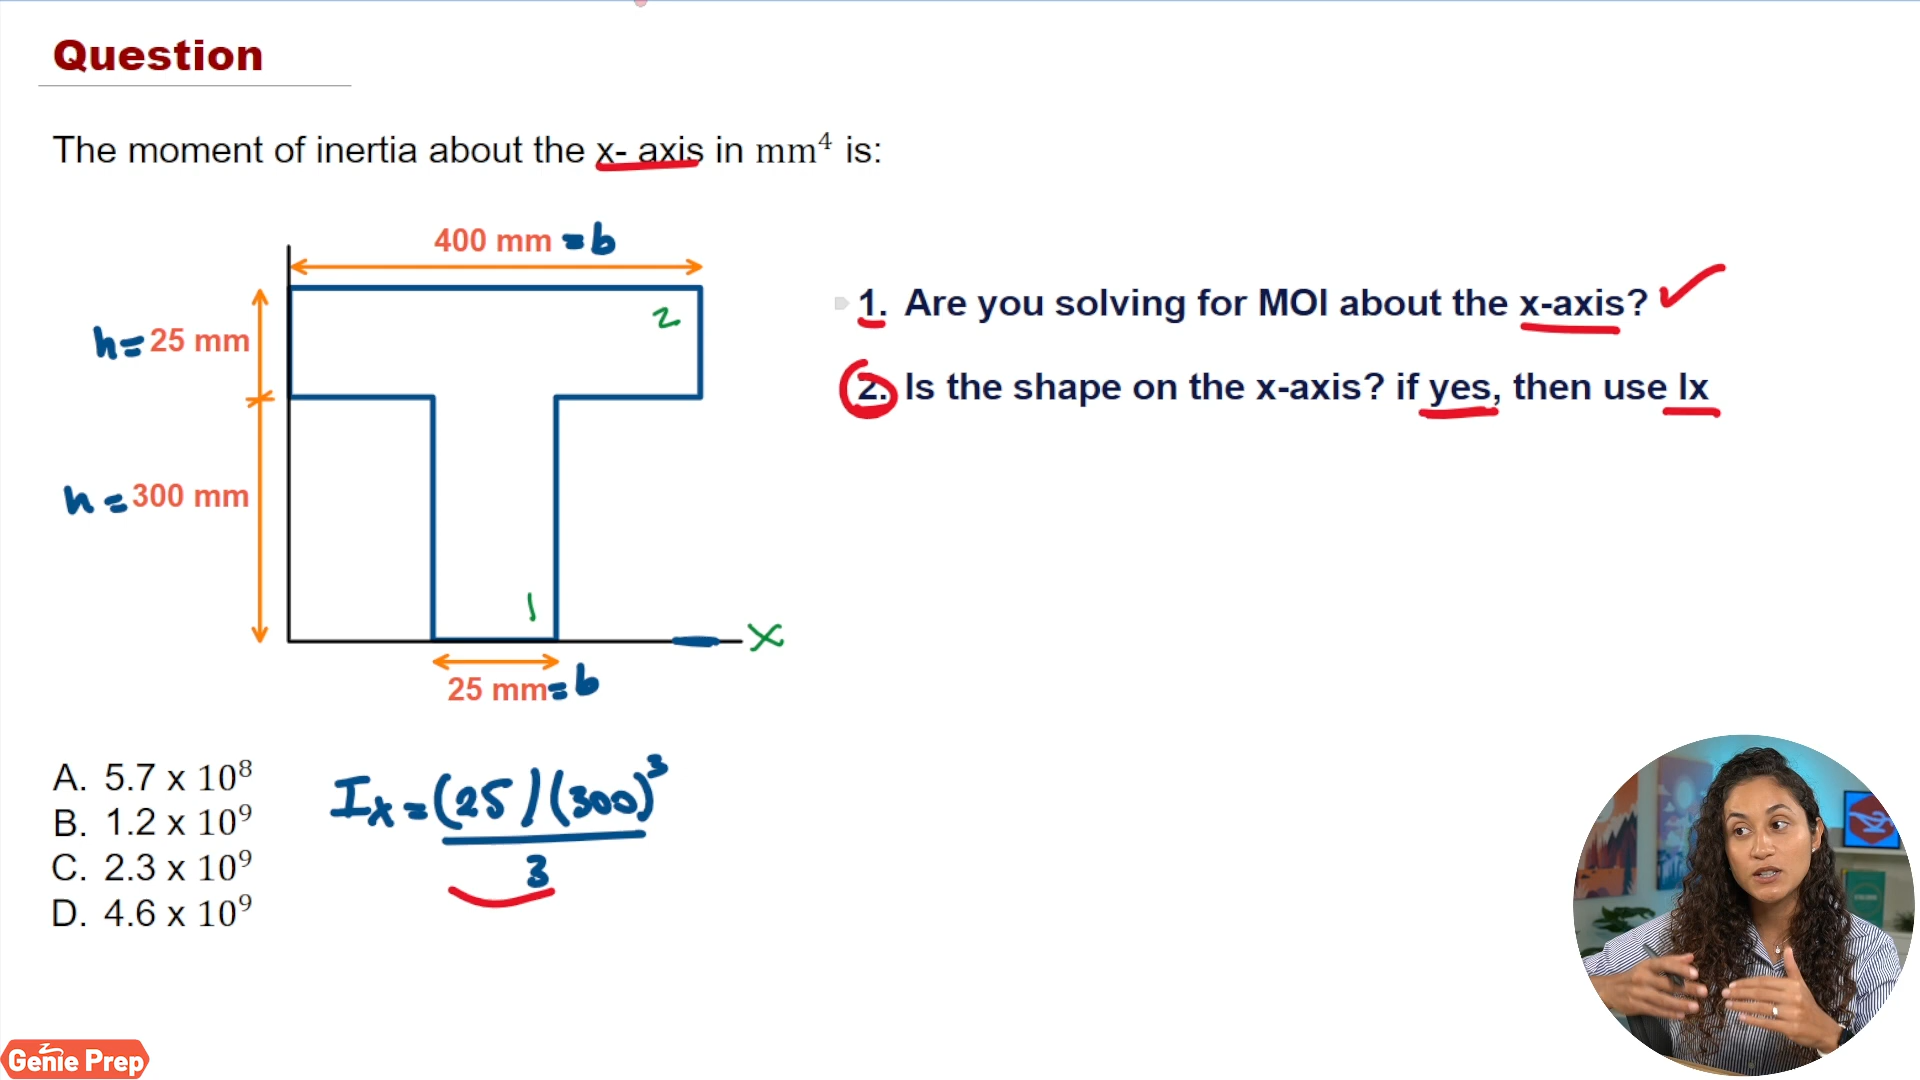 Question
The moment of inertia about the x- axis in mm⁴ is:
400 mm = b
2
h = 25 mm
h = 300 mm
1
X
25 mm = b
1. Are you solving for MOI about the x-axis? ✓
2. Is the shape on the x-axis? if yes, then use Ix
A. 5.7 x 10⁸
B. 1.2 x 10⁹
C. 2.3 x 10⁹
D. 4.6 x 10⁹
Ix = (25)(300)³
3
Genie Prep